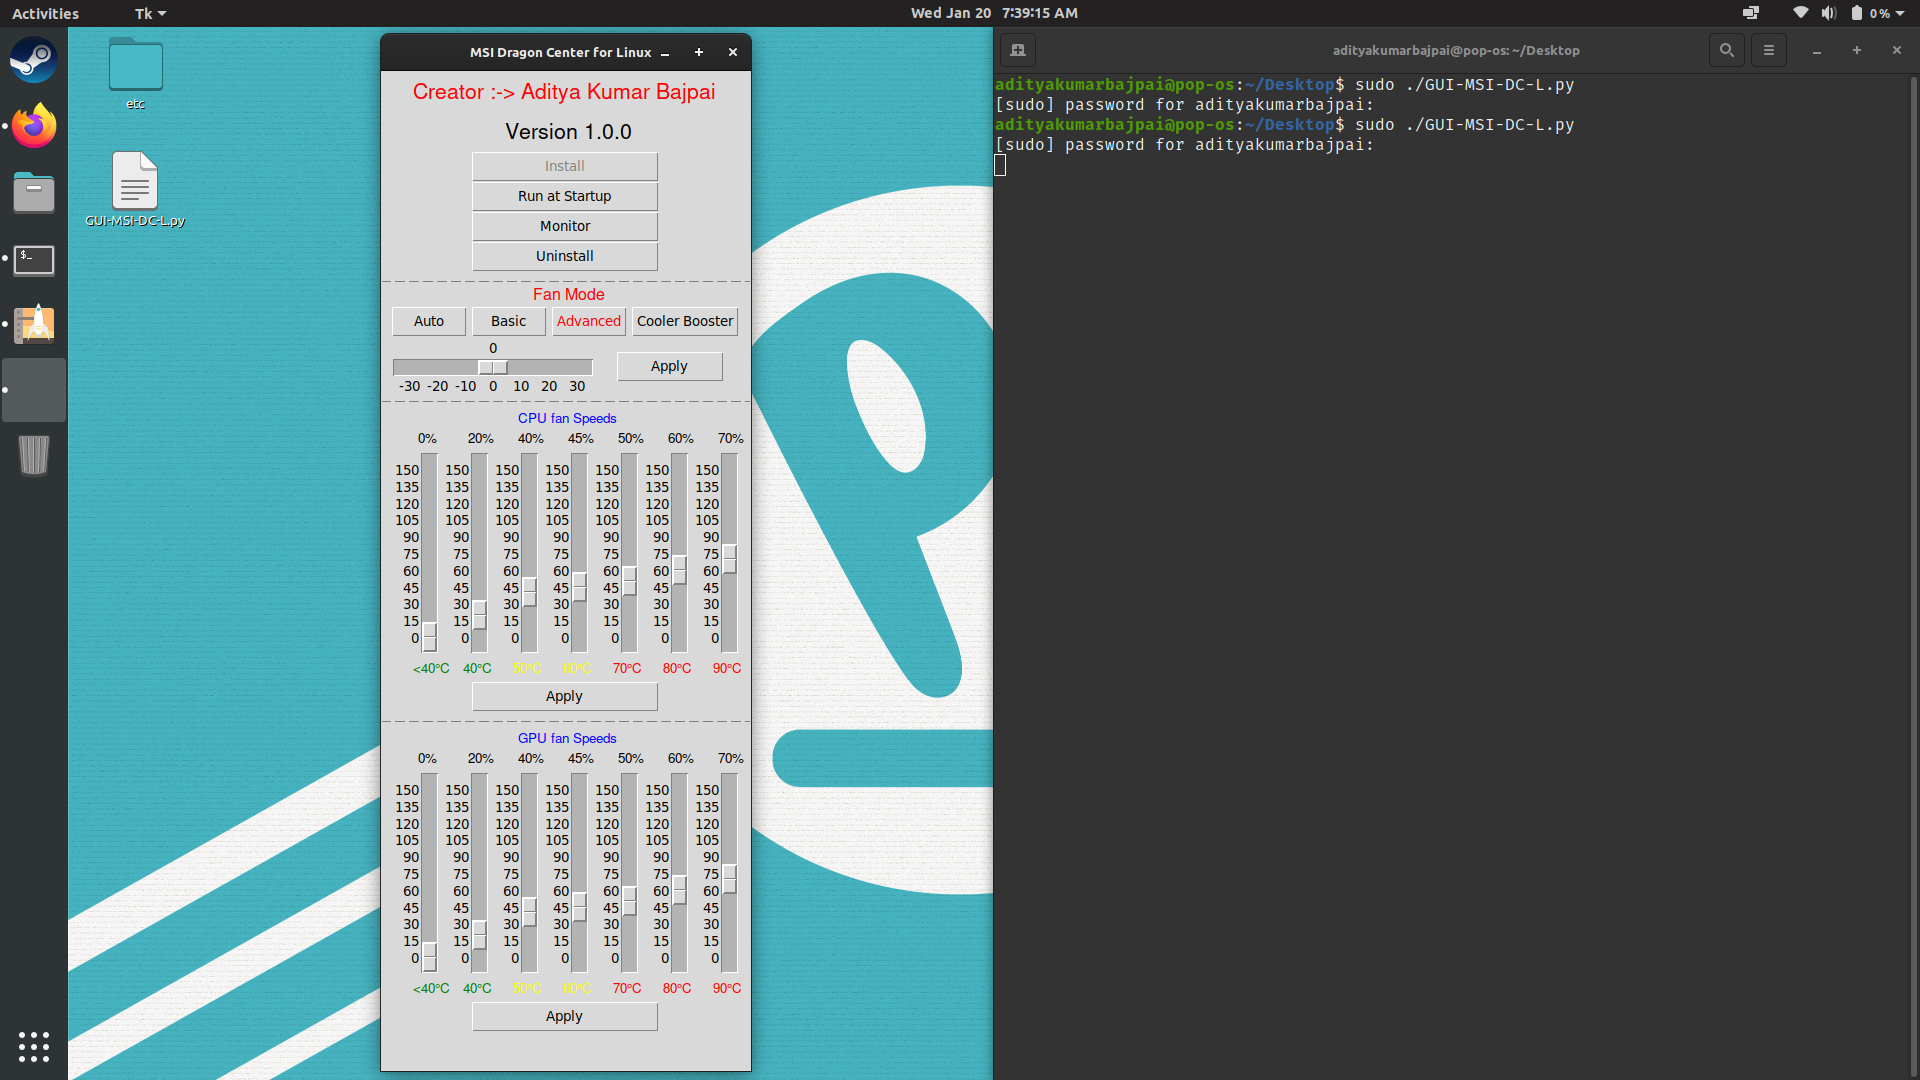 Activities
Tk
Wed Jan 20 7:39:15 AM
0 %
etc
GUI-MSI-DC-L.py
MSI Dragon Center for Linux
Creator :-> Aditya Kumar Bajpai
Version 1.0.0
Install
Run at Startup
Monitor
Uninstall
Fan Mode
Auto Basic Advanced Cooler Booster
0
Apply
-30 -20 -10 0 10 20 30
CPU fan Speeds
0% 20% 40% 45% 50% 60% 70%
150 150 150 150 150 150 150
135 135 135 135 135 135 135
120 120 120 120 120 120 120
105 105 105 105 105 105 105
90 90 90 90 90 90 90
75 75 75 75 75 75 75
60 60 60 60 60 60 60
45 45 45 45 45 45 45
30 30 30 30 30 30 30
15 15 15 15 15 15 15
0 0 0 0 0 0 0
<40°C 40°C 50°C 60°C 70°C 80°C 90°C
Apply
GPU fan Speeds
0% 20% 40% 45% 50% 60% 70%
150 150 150 150 150 150 150
135 135 135 135 135 135 135
120 120 120 120 120 120 120
105 105 105 105 105 105 105
90 90 90 90 90 90 90
75 75 75 75 75 75 75
60 60 60 60 60 60 60
45 45 45 45 45 45 45
30 30 30 30 30 30 30
15 15 15 15 15 15 15
0 0 0 0 0 0 0
<40°C 40°C 50°C 60°C 70°C 80°C 90°C
Apply
adityakumarbajpai@pop-os: ~/Desktop
adityakumarbajpai@pop-os:~/Desktop$ sudo ./GUI-MSI-DC-L.py
[sudo] password for adityakumarbajpai:
adityakumarbajpai@pop-os:~/Desktop$ sudo ./GUI-MSI-DC-L.py
[sudo] password for adityakumarbajpai: